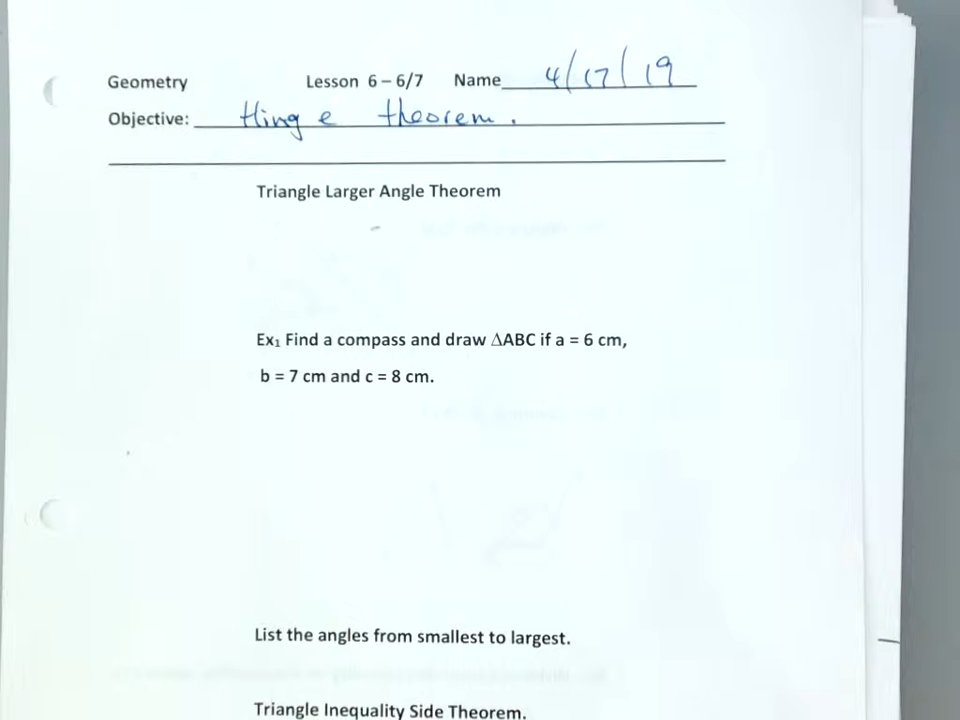 Geometry Lesson 6 – 6/7 Name 4/17/19
Objective: Hinge theorem.
Triangle Larger Angle Theorem
Ex₁ Find a compass and draw ΔABC if a = 6 cm,
b = 7 cm and c = 8 cm.
List the angles from smallest to largest.
Triangle Inequality Side Theorem.